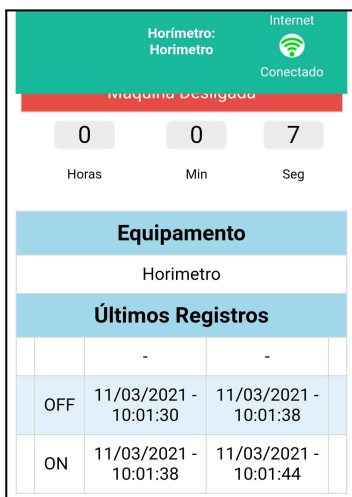 Horímetro:
Horimetro
Internet
Conectado
Máquina Desligada
0 0 7
Horas Min Seg
Equipamento
Horimetro
Últimos Registros
- -
OFF 11/03/2021 - 10:01:30 11/03/2021 - 10:01:38
ON 11/03/2021 - 10:01:38 11/03/2021 - 10:01:44